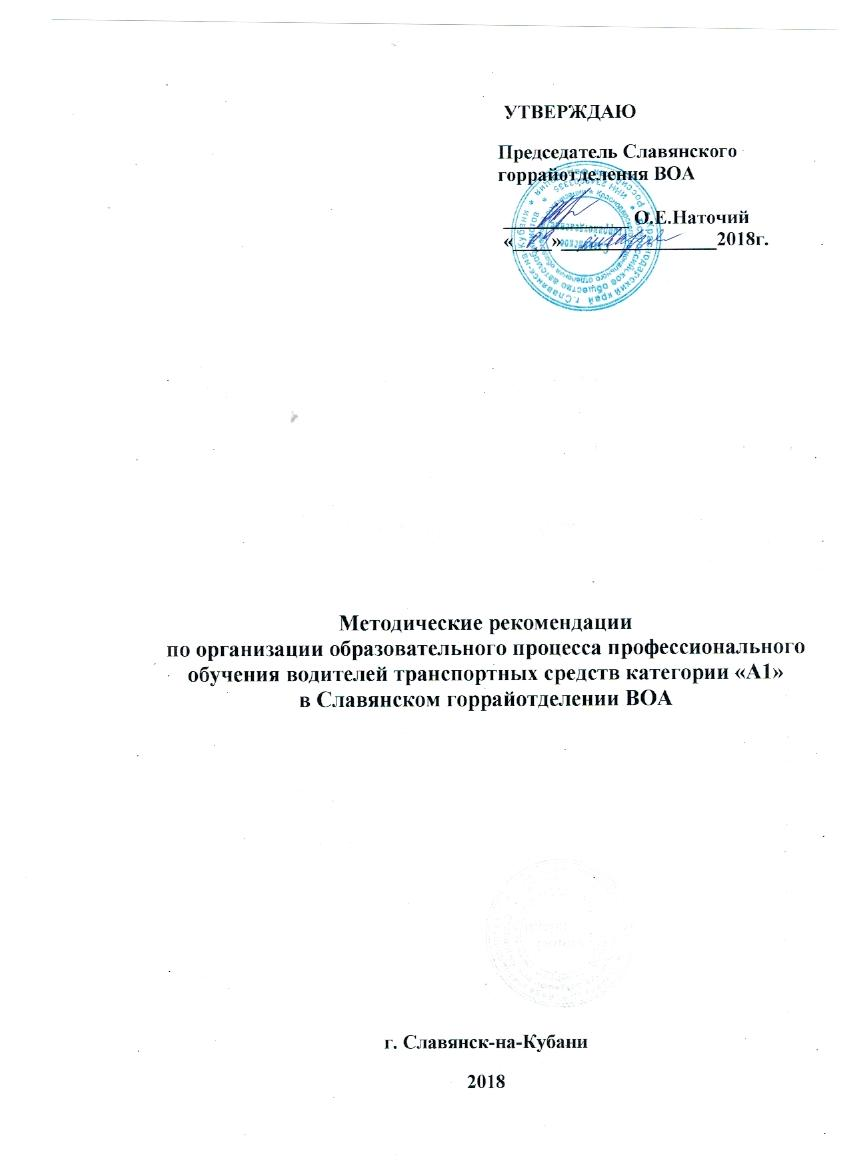 УТВЕРЖДАЮ
Председатель Славянского
горрайотделения ВОА
О.Е.Наточий
« » 2018г.
Методические рекомендации
по организации образовательного процесса профессионального
обучения водителей транспортных средств категории «А1»
в Славянском горрайотделении ВОА
г. Славянск-на-Кубани
2018